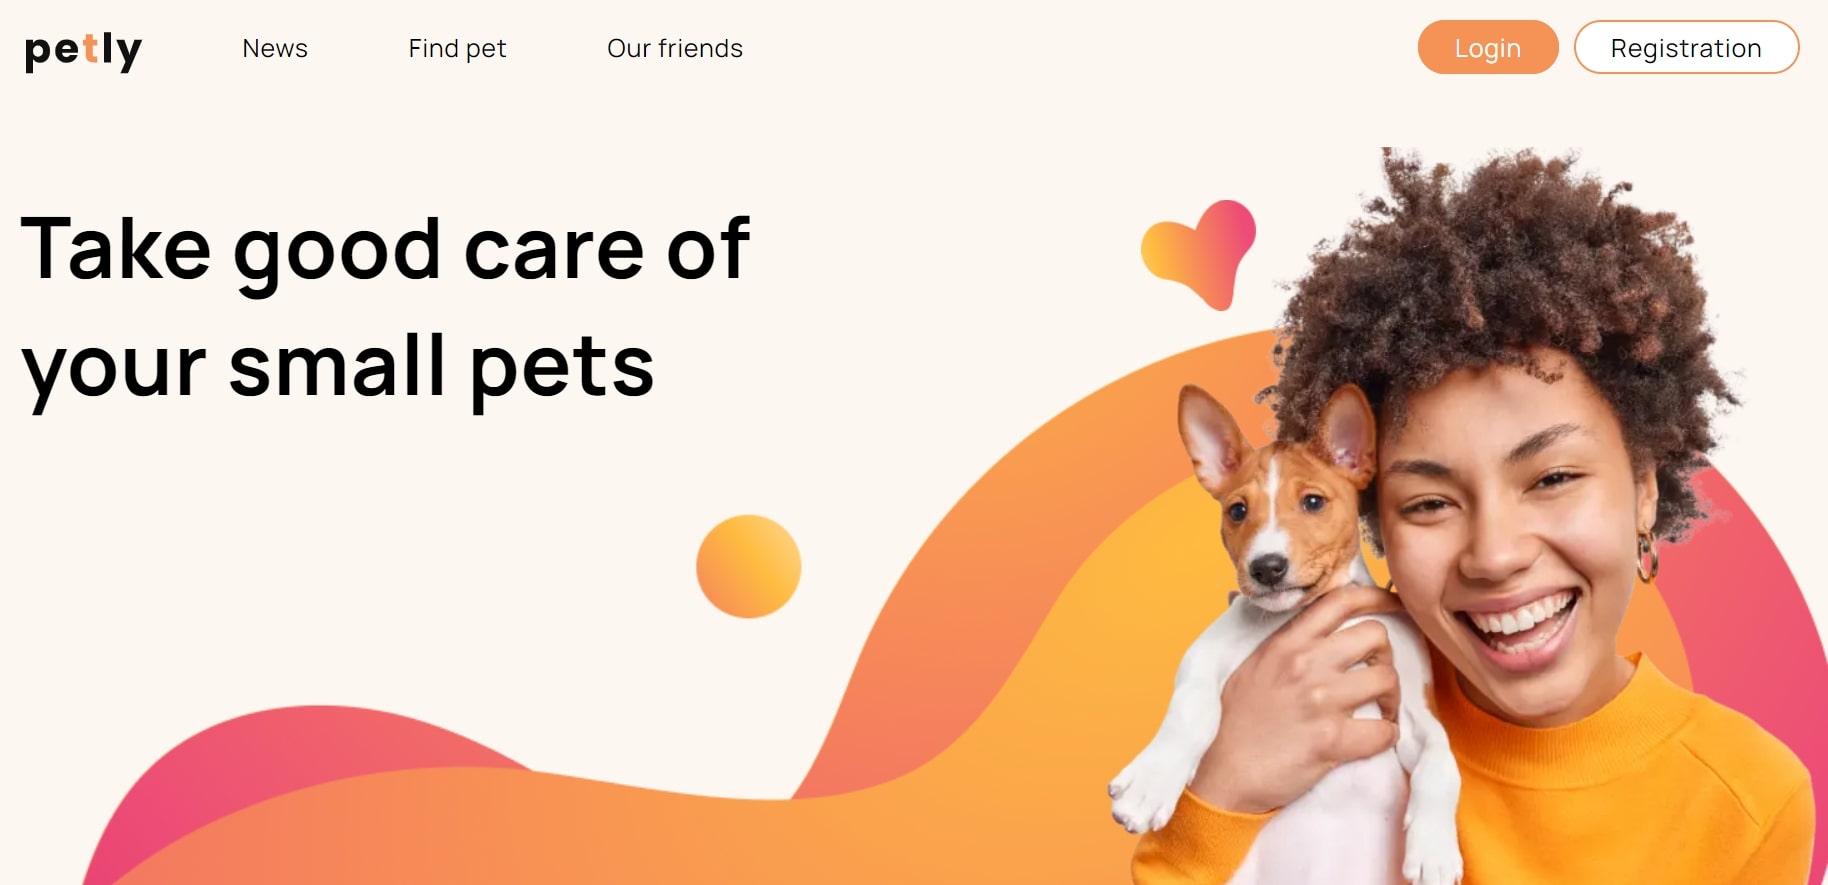 petly
News
Find pet
Our friends
Login
Registration
Take good care of
your small pets